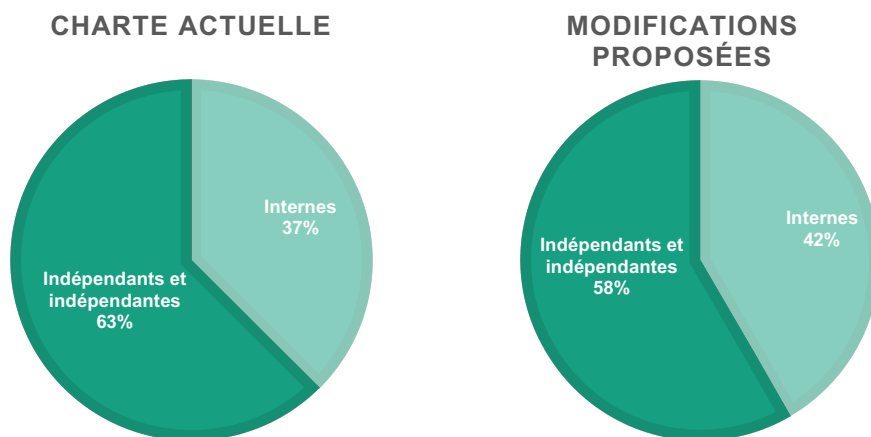 CHARTE ACTUELLE
Internes
37%
Indépendants et
indépendantes
63%
MODIFICATIONS
PROPOSÉES
Internes
42%
Indépendants et
indépendantes
58%